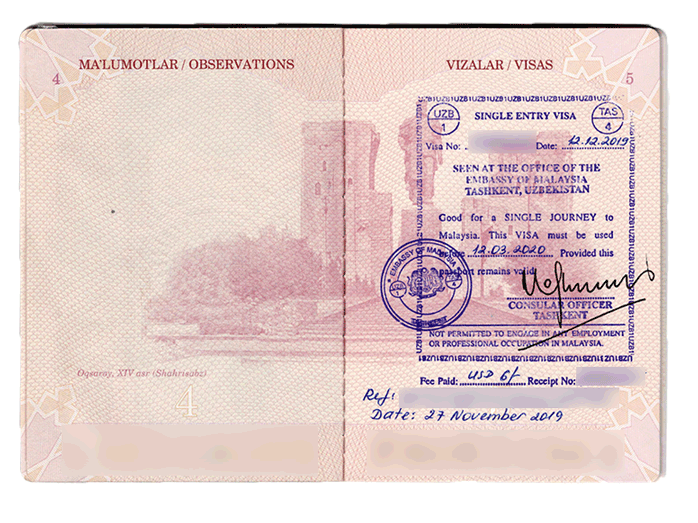 4
MA'LUMOTLAR / OBSERVATIONS
Oqsaroy, XIV asr (Shahrisabz)
4
VIZALAR / VISAS
5
UZB
1
SINGLE ENTRY VISA
TAS
4
Visa No: Date: 12.12.2019
SEEN AT THE OFFICE OF THE
EMBASSY OF MALAYSIA
TASHKENT, UZBEKISTAN
Good for a SINGLE JOURNEY to
Malaysia. This VISA must be used
12.03.2020 Provided this
passport remains valid
EMBASSY OF MALAYSIA
TASHKENT
CONSULAR OFFICER
TASHKENT
NOT PERMITTED TO ENGAGE IN ANY EMPLOYMENT
OR PROFESSIONAL OCCUPATION IN MALAYSIA.
Fee Paid: USD 6/- Receipt No:
Ref:
Date: 27 November 2019